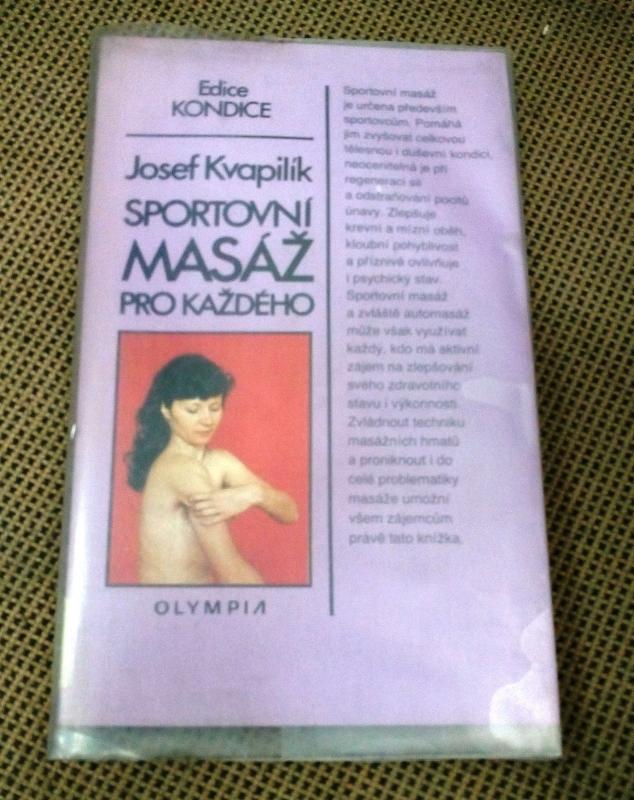 Edice
KONDICE
Josef Kvapilík
SPORTOVNÍ
MASÁŽ
PRO KAŽDÉHO
OLYMPIA
Sportovní masáž
je určena především
sportovcům. Pomáhá
jim zvyšovat celkovou
tělesnou i duševní kondici,
neocenitelná je při
regeneraci sil
a odstraňování pocitů
únavy. Zlepšuje
krevní a mízní oběh,
kloubní pohyblivost
a příznivě ovlivňuje
i psychický stav.
Sportovní masáž
a zvláště automasáž
může však využívat
každý, kdo má aktivní
zájem na zlepšování
svého zdravotního
stavu i výkonnosti.
Zvládnout techniku
masážních hmatů
a proniknout i do
celé problematiky
masáže umožní
všem zájemcům
právě tato knížka.